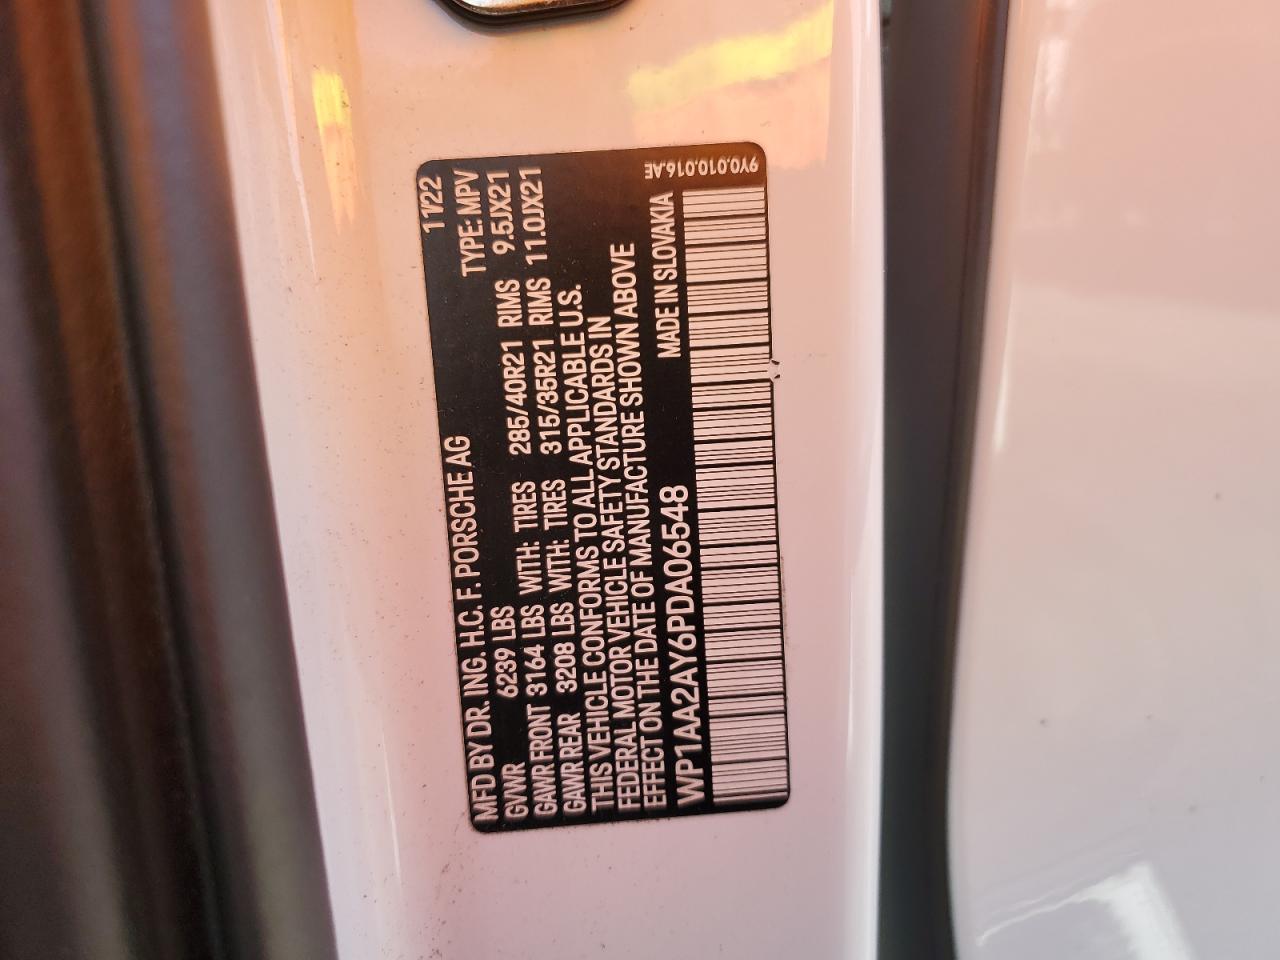 MFD BY DR. ING. H.C. F. PORSCHE AG 11/22
GVWR 6239 LBS TYPE: MPV
GAWR FRONT 3164 LBS WITH: TIRES 285/40R21 RIMS 9.5JX21
GAWR REAR 3208 LBS WITH: TIRES 315/35R21 RIMS 11.0JX21
THIS VEHICLE CONFORMS TO ALL APPLICABLE U.S.
FEDERAL MOTOR VEHICLE SAFETY STANDARDS IN
EFFECT ON THE DATE OF MANUFACTURE SHOWN ABOVE
WP1AA2AY6PDA06548 MADE IN SLOVAKIA
9Y0.010.016.AE